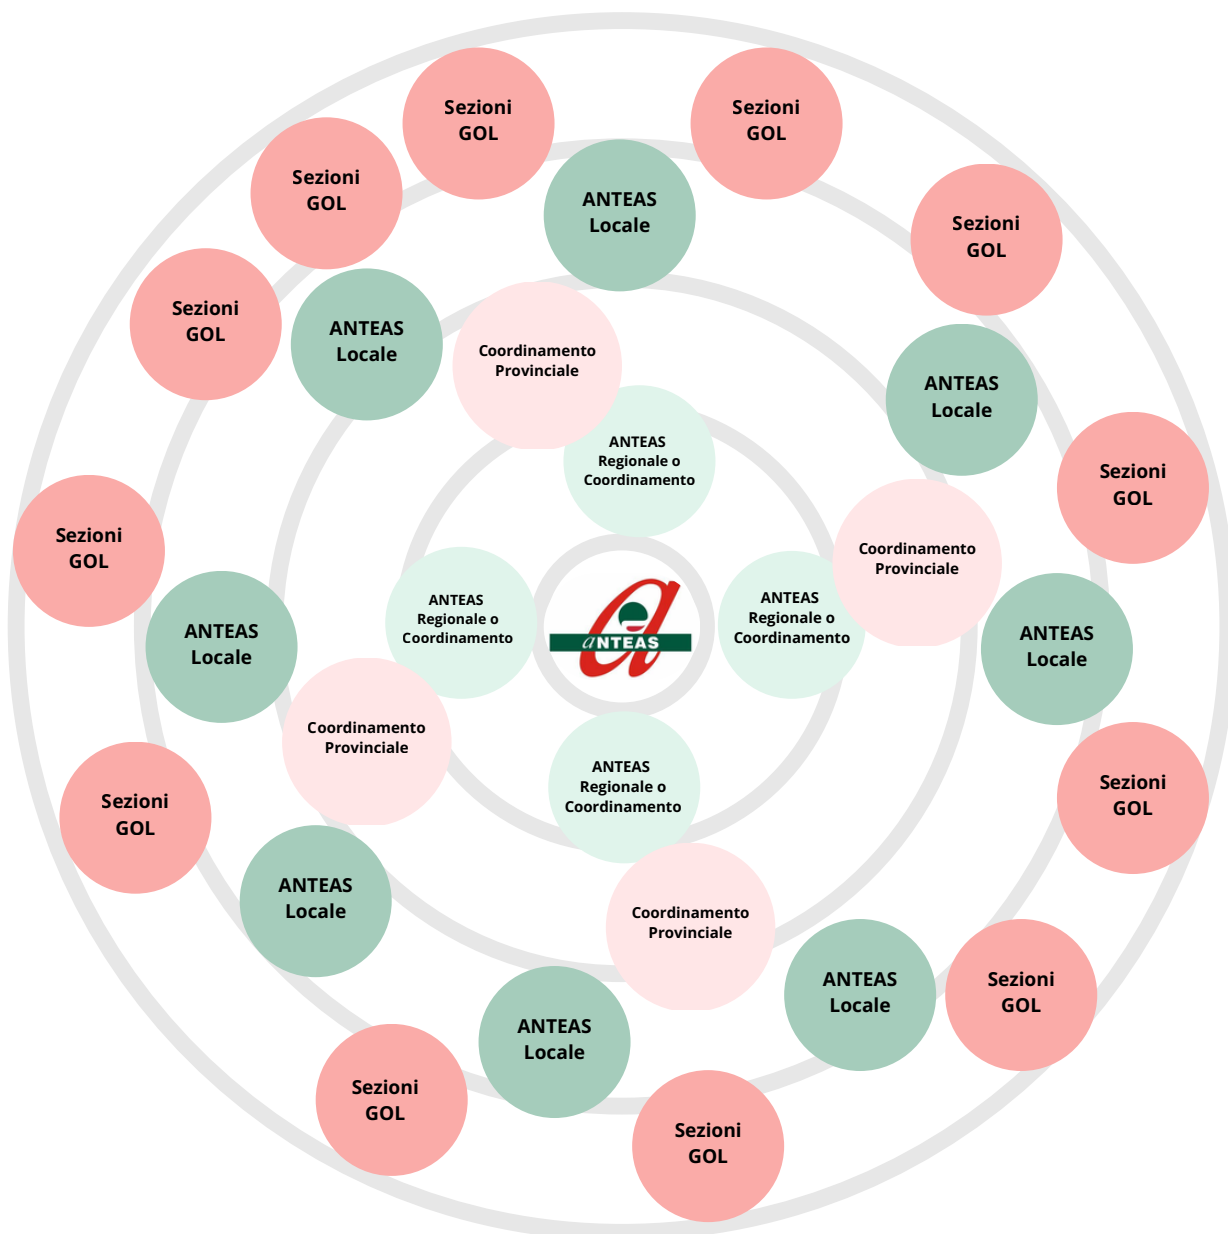 Sezioni
GOL
Sezioni
GOL
Sezioni
GOL
ANTEAS
Locale
Sezioni
GOL
Sezioni
GOL
ANTEAS
Locale
Coordinamento
Provinciale
ANTEAS
Locale
ANTEAS
Regionale o
Coordinamento
Sezioni
GOL
Sezioni
GOL
Coordinamento
Provinciale
ANTEAS
Regionale o
Coordinamento
aNTEAS
ANTEAS
Regionale o
Coordinamento
ANTEAS
Locale
ANTEAS
Locale
Coordinamento
Provinciale
ANTEAS
Regionale o
Coordinamento
Sezioni
GOL
Sezioni
GOL
ANTEAS
Locale
Coordinamento
Provinciale
ANTEAS
Locale
Sezioni
GOL
ANTEAS
Locale
Sezioni
GOL
Sezioni
GOL